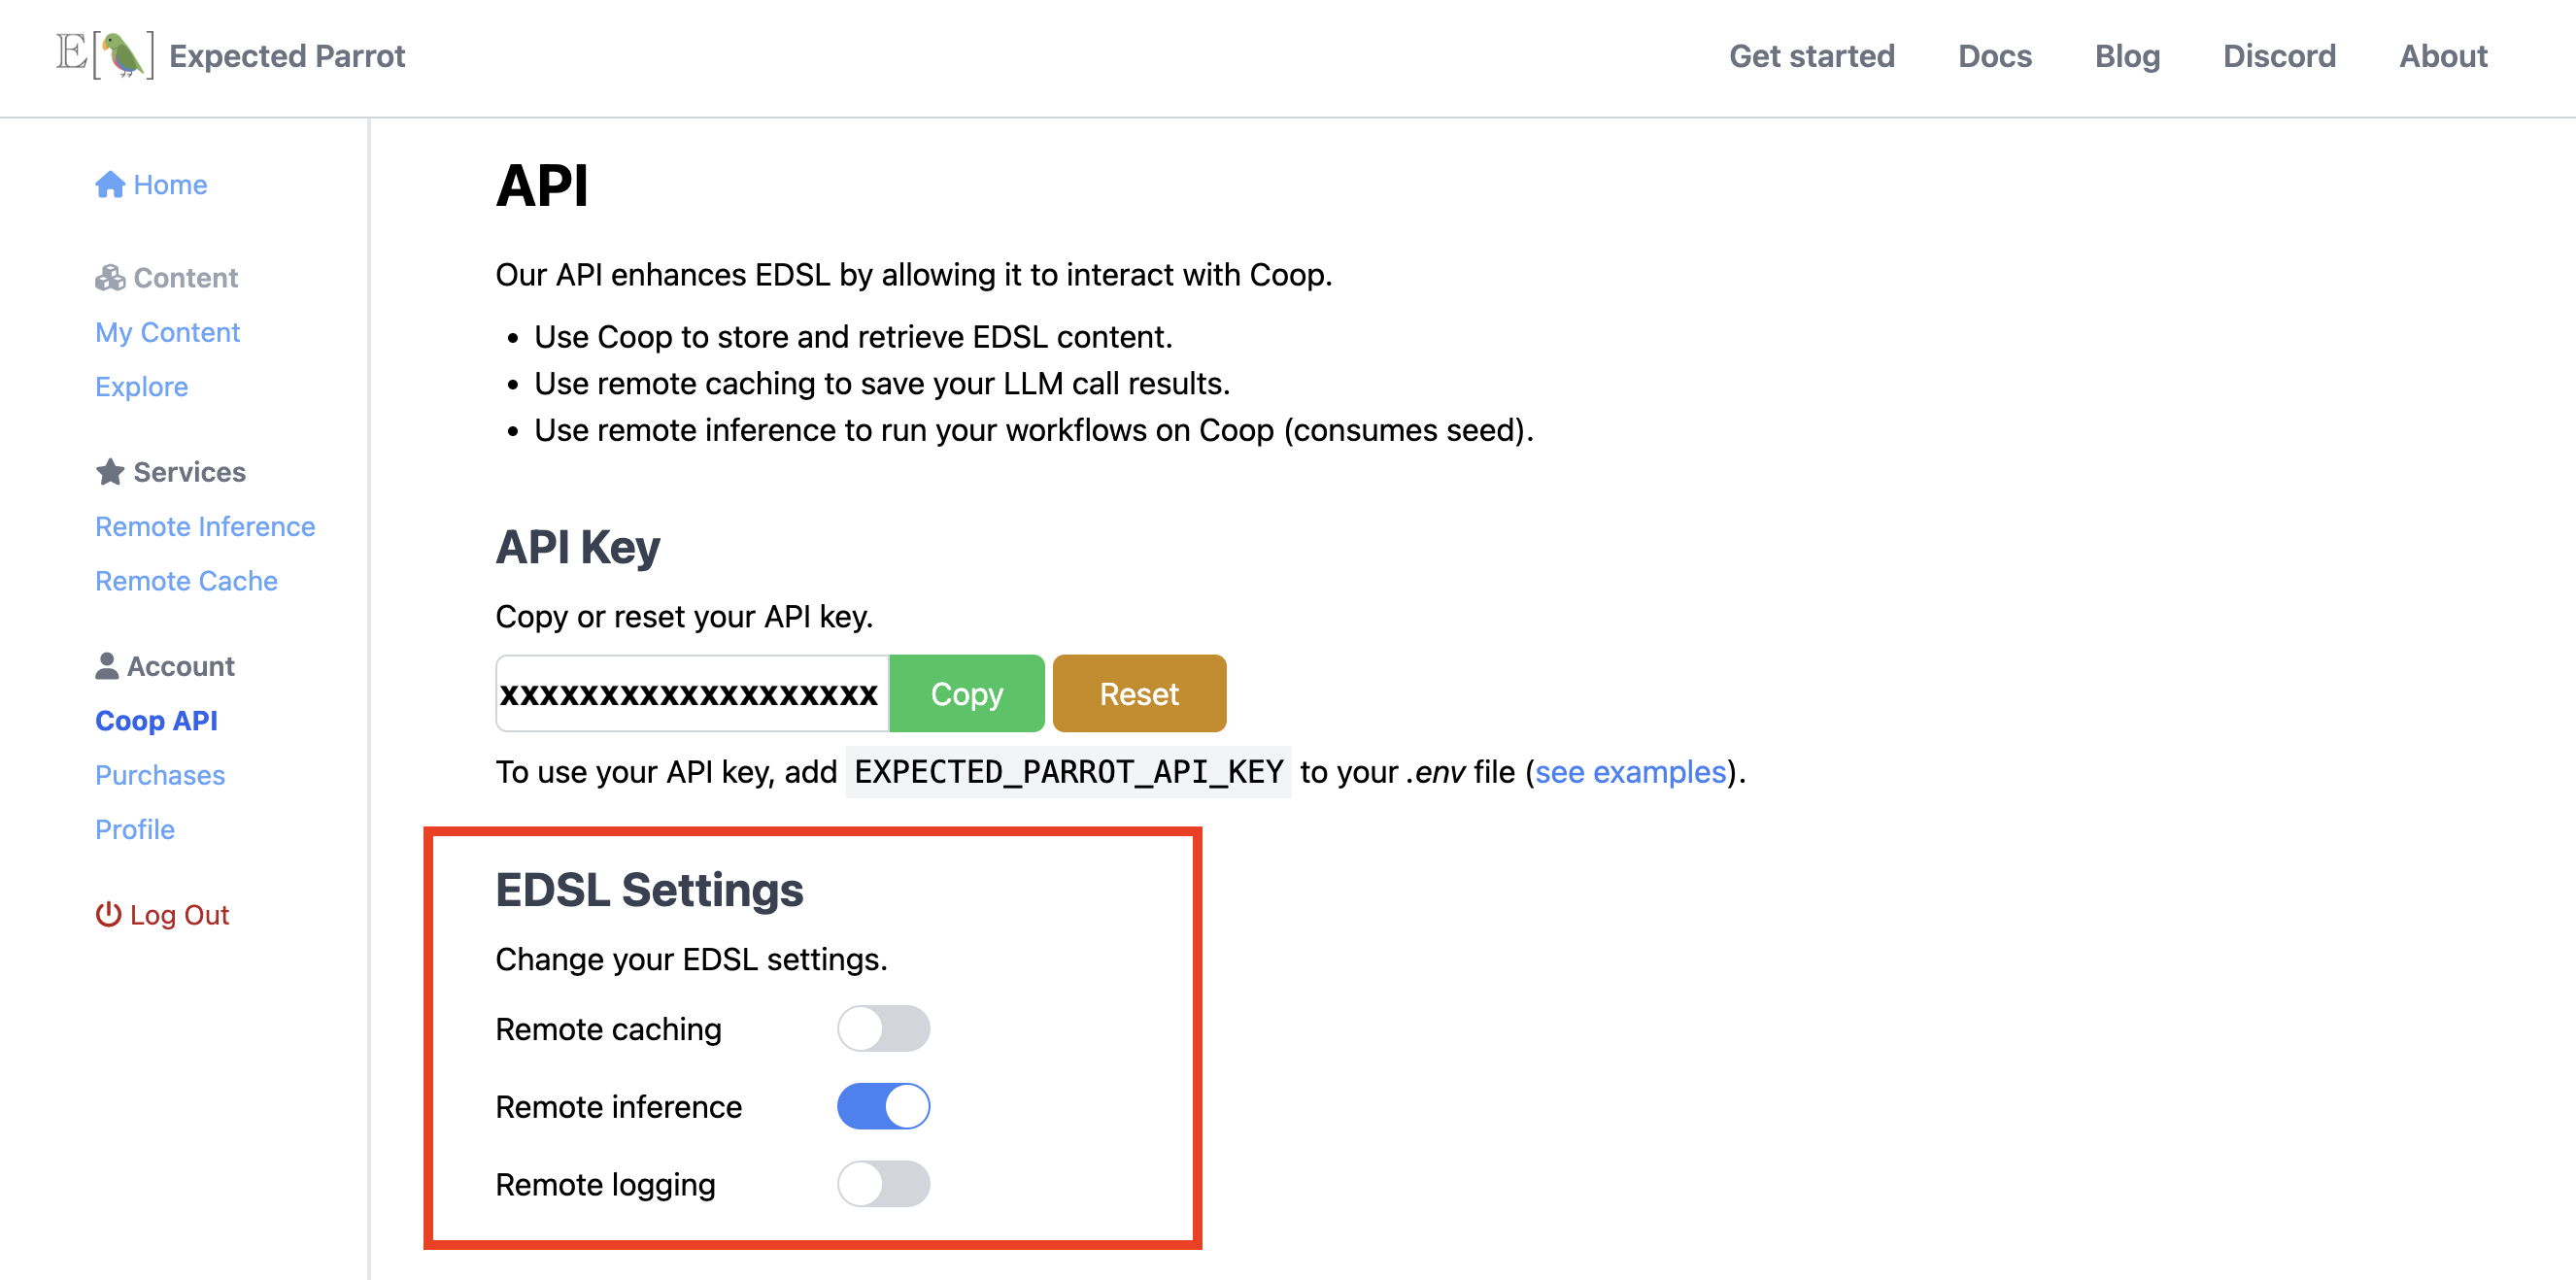 E[ ] Expected Parrot
Get started Docs Blog Discord About
Home
Content
My Content
Explore
Services
Remote Inference
Remote Cache
Account
Coop API
Purchases
Profile
Log Out
API
Our API enhances EDSL by allowing it to interact with Coop.
• Use Coop to store and retrieve EDSL content.
• Use remote caching to save your LLM call results.
• Use remote inference to run your workflows on Coop (consumes seed).
API Key
Copy or reset your API key.
xxxxxxxxxxxxxxxxxxx Copy Reset
To use your API key, add EXPECTED_PARROT_API_KEY to your .env file (see examples).
EDSL Settings
Change your EDSL settings.
Remote caching
Remote inference
Remote logging